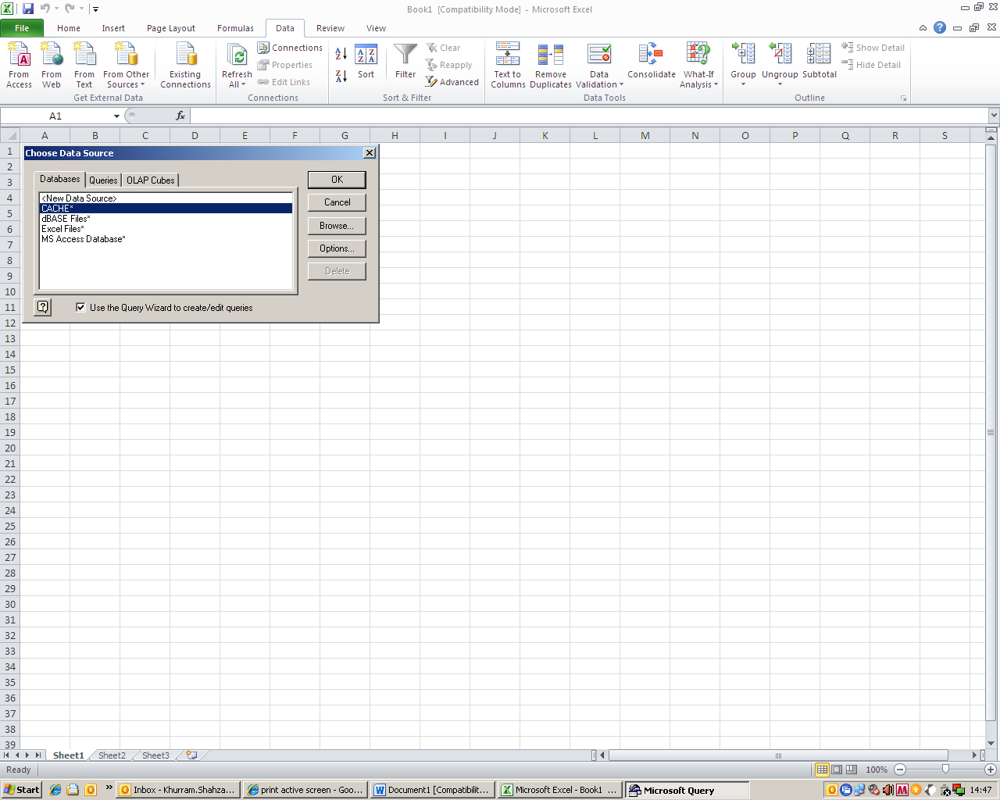 Book1  [Compatibility Mode]  -  Microsoft Excel
File Home Insert Page Layout Formulas Data Review View
From Access From Web From Text From Other Sources Existing Connections Refresh All Connections Properties Edit Links Sort Filter Clear Reapply Advanced Text to Columns Remove Duplicates Data Validation Consolidate What-If Analysis Group Ungroup Subtotal Show Detail Hide Detail
Get External Data Connections Sort & Filter Data Tools Outline
A1 fx
A B C D E F G H I J K L M N O P Q R S
Choose Data Source
Databases Queries OLAP Cubes
<New Data Source>
CACHE*
dBASE Files*
Excel Files*
MS Access Database*
OK
Cancel
Browse...
Options...
Delete
Use the Query Wizard to create/edit queries
1
2
3
4
5
6
7
8
9
10
11
12
13
14
15
16
17
18
19
20
21
22
23
24
25
26
27
28
29
30
31
32
33
34
35
36
37
38
39
Sheet1 Sheet2 Sheet3
Ready 100%
Start Inbox - Khurram.Shahza... print active screen - Goo... Document1 [Compatibilit... Microsoft Excel - Book1 ... Microsoft Query 14:47